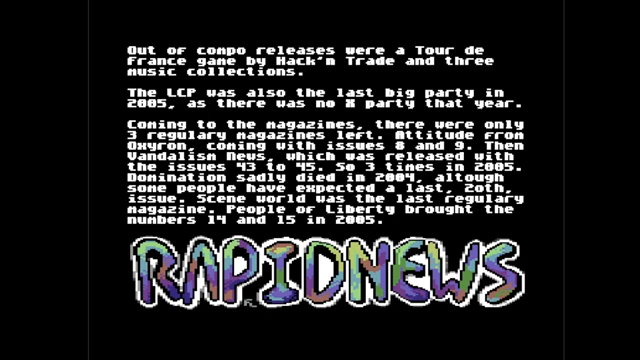 Out of compo releases were a Tour de
france game by Hack'n Trade and three
music collections.
The LCP was also the last big party in
2005, as there was no X party that year.
Coming to the magazines, there were only
3 regulary magazines left. Attitude from
Oxyron, coming with issues 8 and 9. Then
Vandalism News, which was released with
the issues 43 to 45. So 3 times in 2005.
Domination sadly died in 2004, altough
some people have expected a last, 20th,
issue. Scene world was the last regulary
magazine. People of Liberty brought the
numbers 14 and 15 in 2005.
RAPIDNEWS